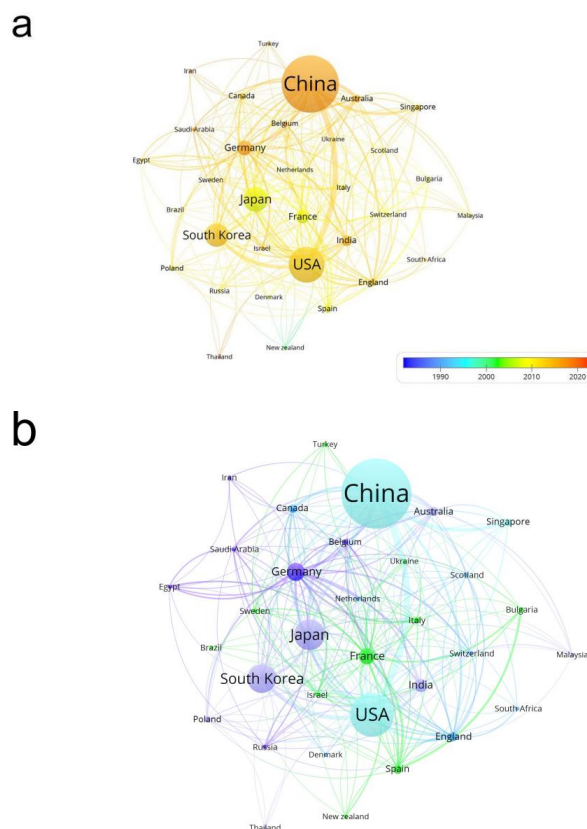 a
Turkey
China
Iran
Canada
Australia
Singapore
Belgium
Saudi Arabia
Ukraine
Germany
Scotland
Egypt
Netherlands
Sweden
Italy
Bulgaria
Japan
Brazil
France
Switzerland
Malaysia
South Korea
India
Israel
USA
South Africa
Poland
England
Russia
Denmark
Spain
New zealand
Thailand
1990
2000
2010
2020
b
Turkey
China
Iran
Canada
Australia
Singapore
Belgium
Saudi Arabia
Ukraine
Germany
Scotland
Egypt
Netherlands
Sweden
Bulgaria
Italy
Japan
Brazil
France
Switzerland
Malaysia
South Korea
India
Israel
South Africa
Poland
USA
England
Russia
Denmark
Spain
New zealand
Thailand